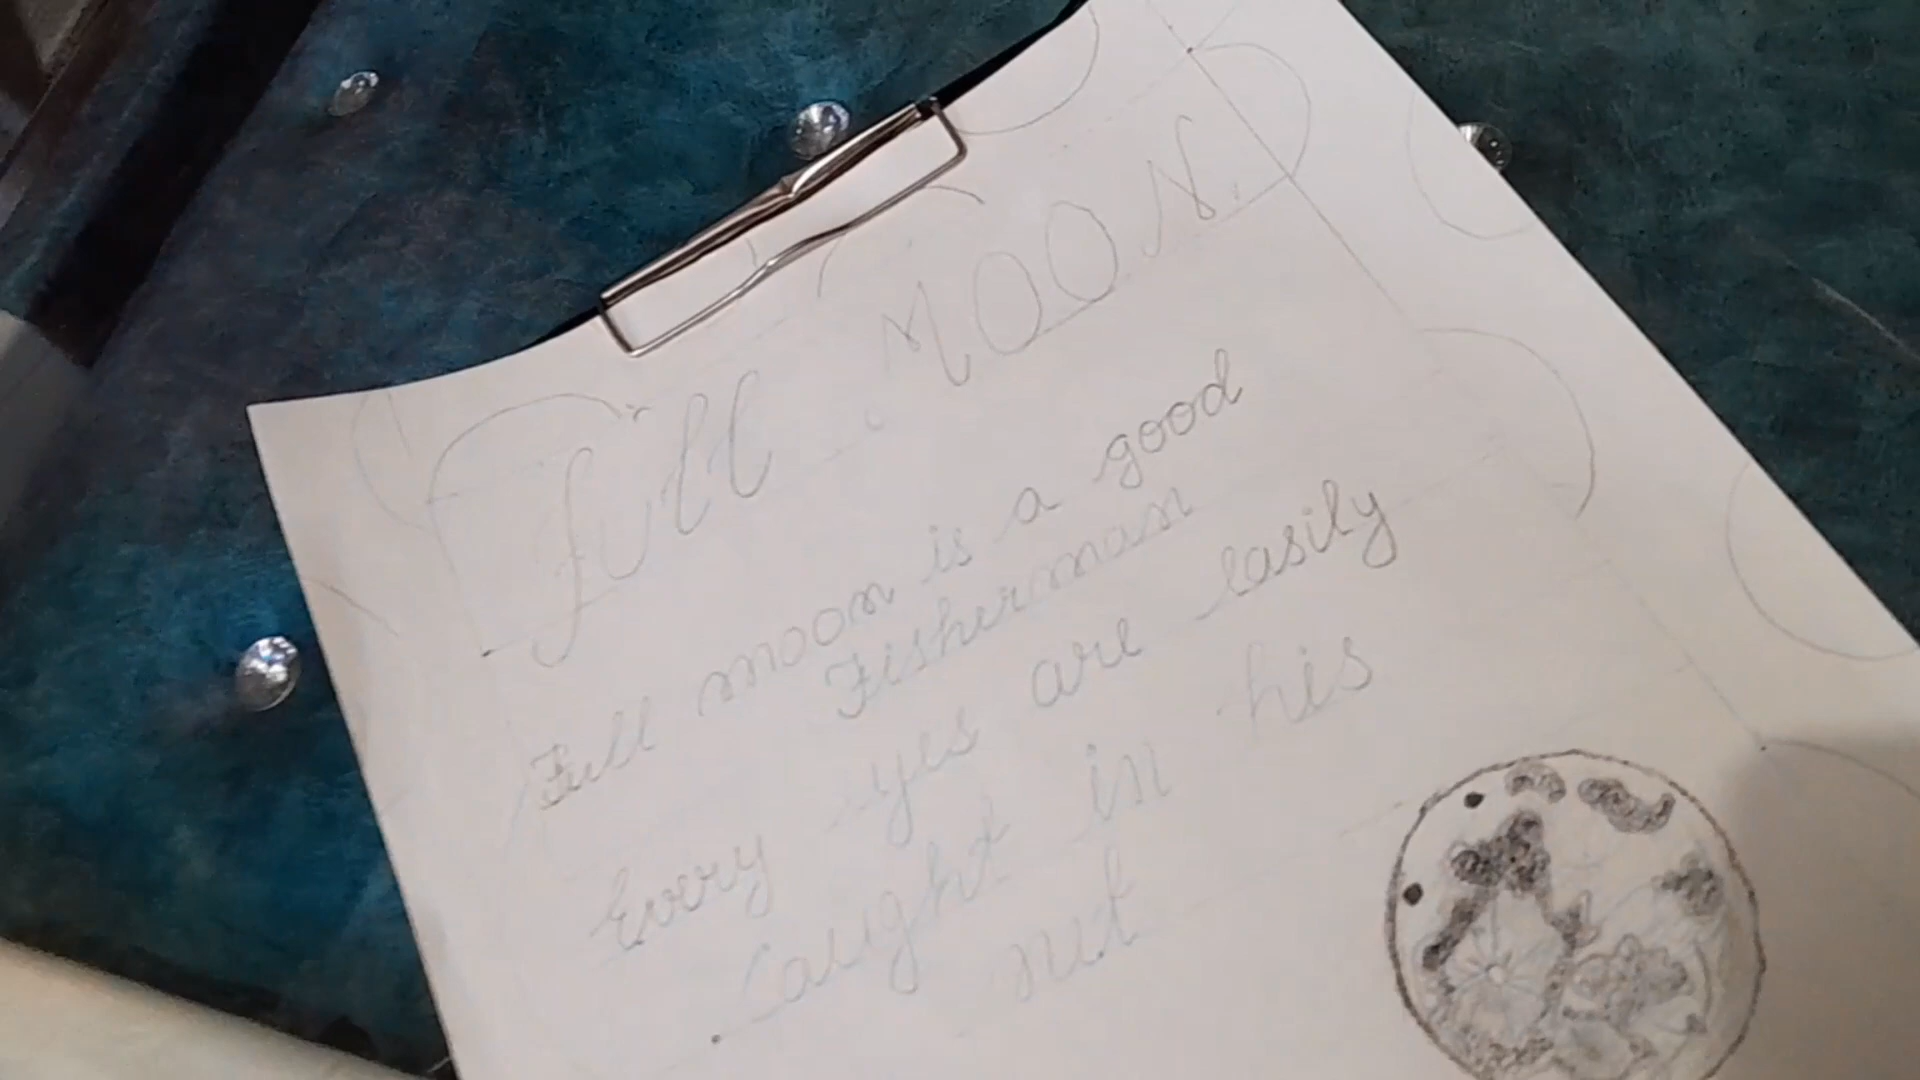 Full MOON.
Full moon is a good
Fisherman
Every eyes are easily
Caught in his
net